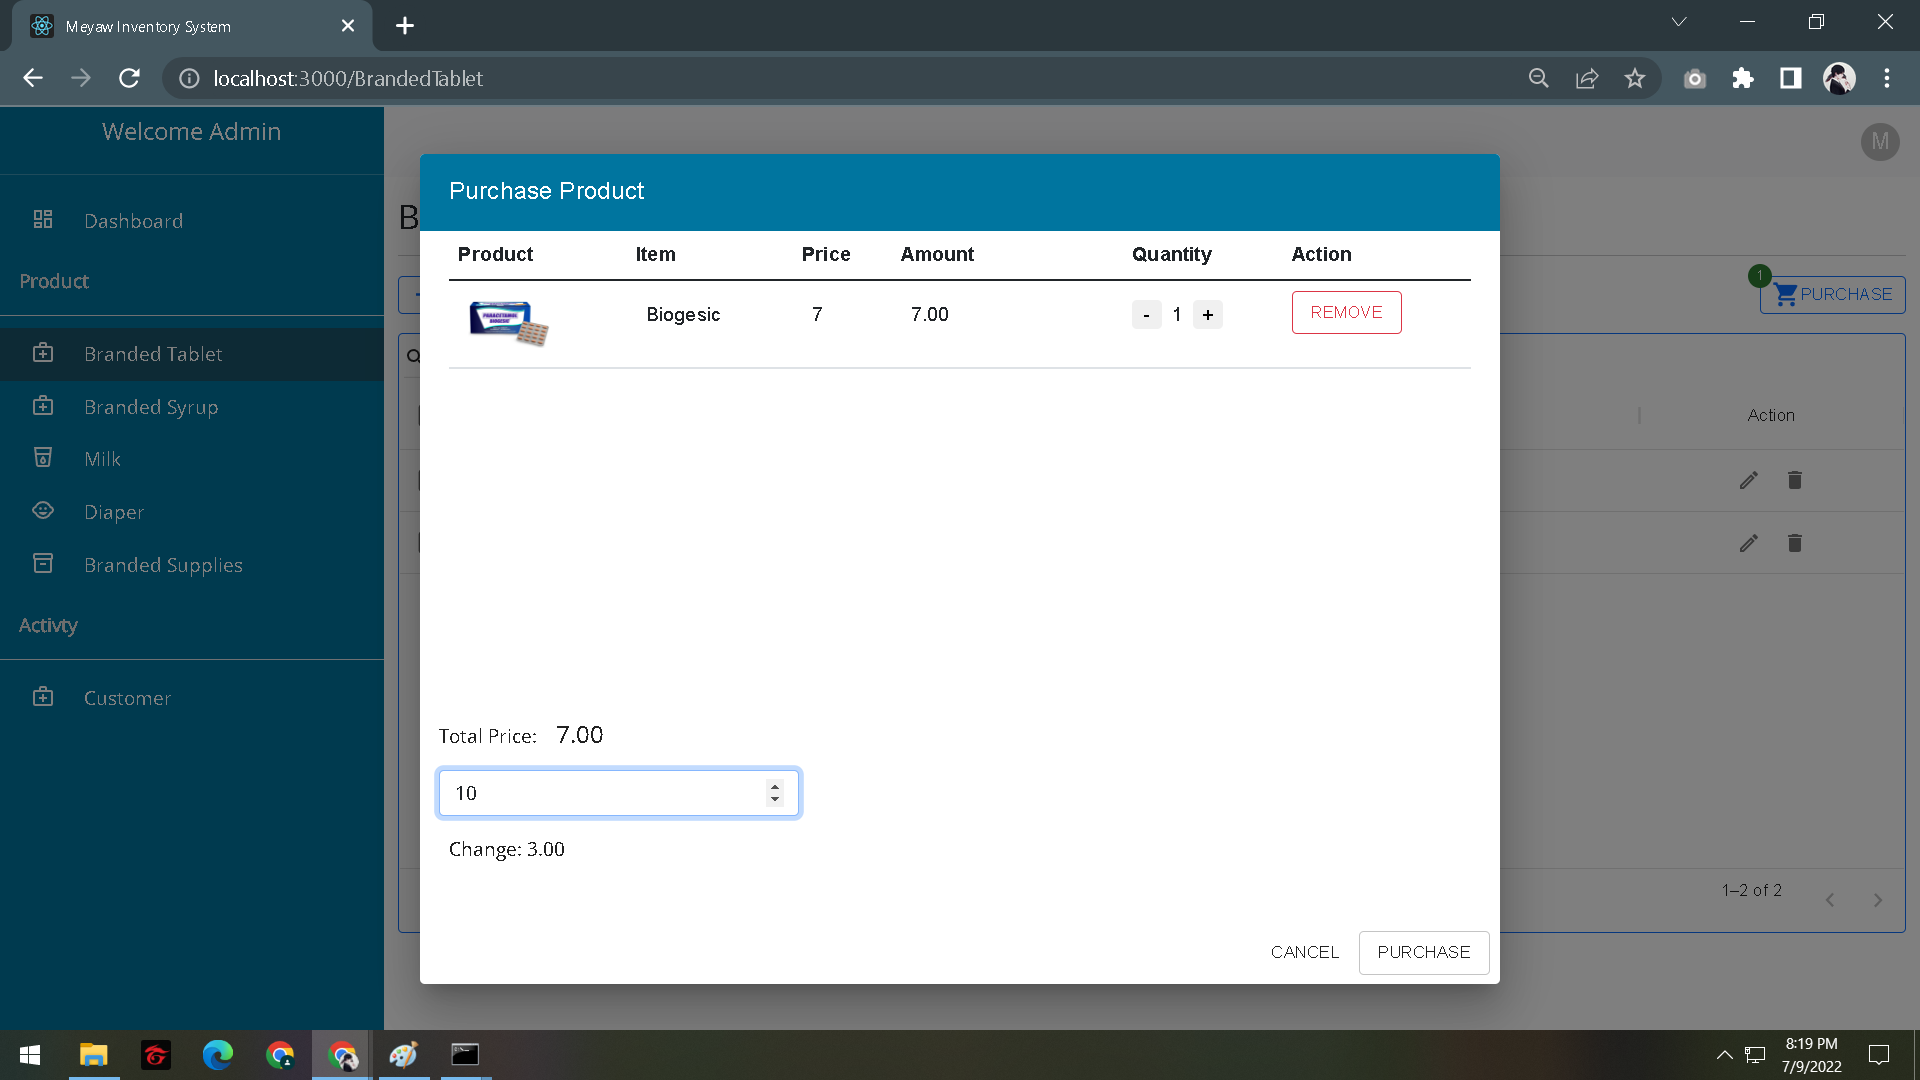 Meyaw Inventory System
localhost:3000/BrandedTablet
Welcome Admin
M
Dashboard
Product
Branded Tablet
Branded Syrup
Milk
Diaper
Branded Supplies
Activty
Customer
B
1
PURCHASE
Action
1–2 of 2
Purchase Product
Product Item Price Amount Quantity Action
PARACETAMOL
BIOGESIC
Biogesic 7 7.00 - 1 + REMOVE
Total Price: 7.00
10
Change: 3.00
CANCEL PURCHASE
8:19 PM
7/9/2022